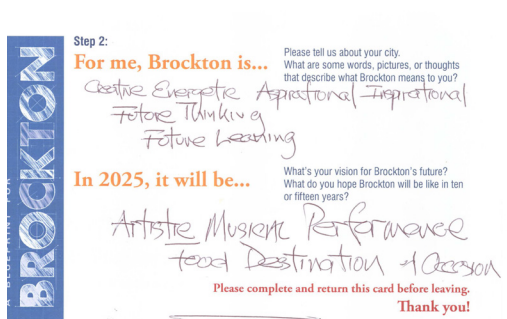 Step 2:
For me, Brockton is...
Please tell us about your city.
What are some words, pictures, or thoughts
that describe what Brockton means to you?
Creative Energetic Aspirational Inspirational
Future Thinking
Future Leaning
In 2025, it will be...
What's your vision for Brockton's future?
What do you hope Brockton will be like in ten
or fifteen years?
Artistic Musical Performance
Food Destination of Occasion
Please complete and return this card before leaving.
Thank you!
A BLUEPRINT FOR
BROCKTON